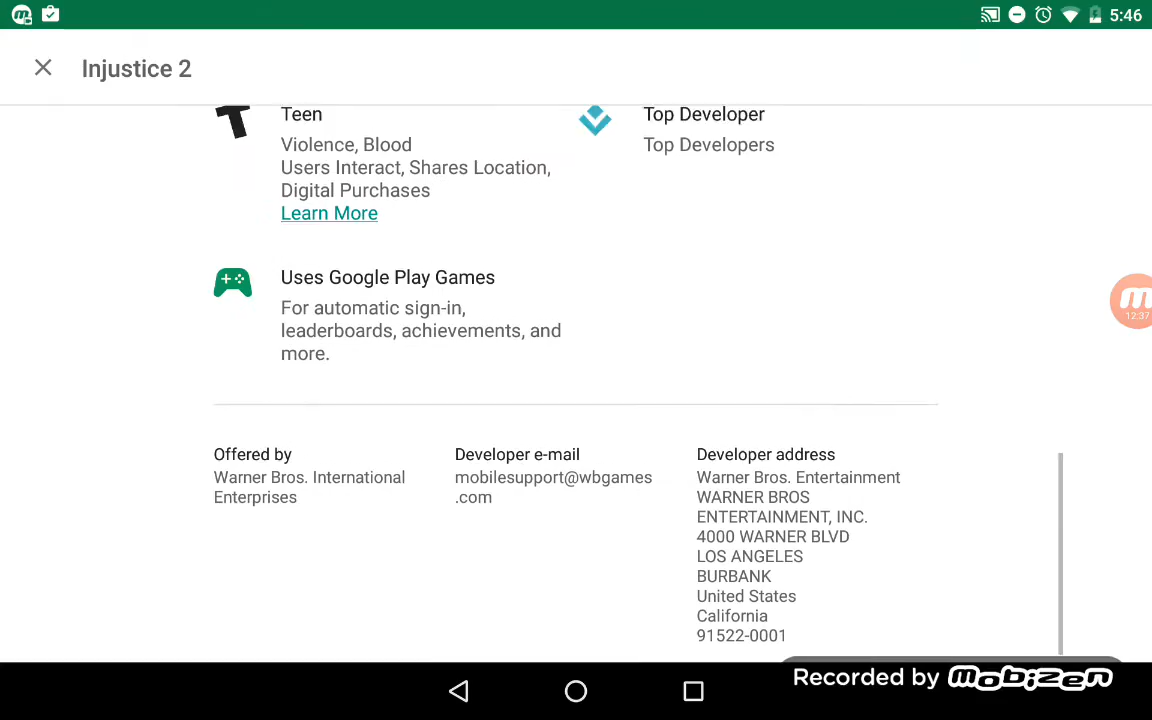 5:46
Injustice 2
Teen
Violence, Blood
Users Interact, Shares Location,
Digital Purchases
Learn More
Top Developer
Top Developers
Uses Google Play Games
For automatic sign-in,
leaderboards, achievements, and
more.
12:37
Offered by
Warner Bros. International
Enterprises
Developer e-mail
mobilesupport@wbgames
.com
Developer address
Warner Bros. Entertainment
WARNER BROS
ENTERTAINMENT, INC.
4000 WARNER BLVD
LOS ANGELES
BURBANK
United States
California
91522-0001
Recorded by mobizen